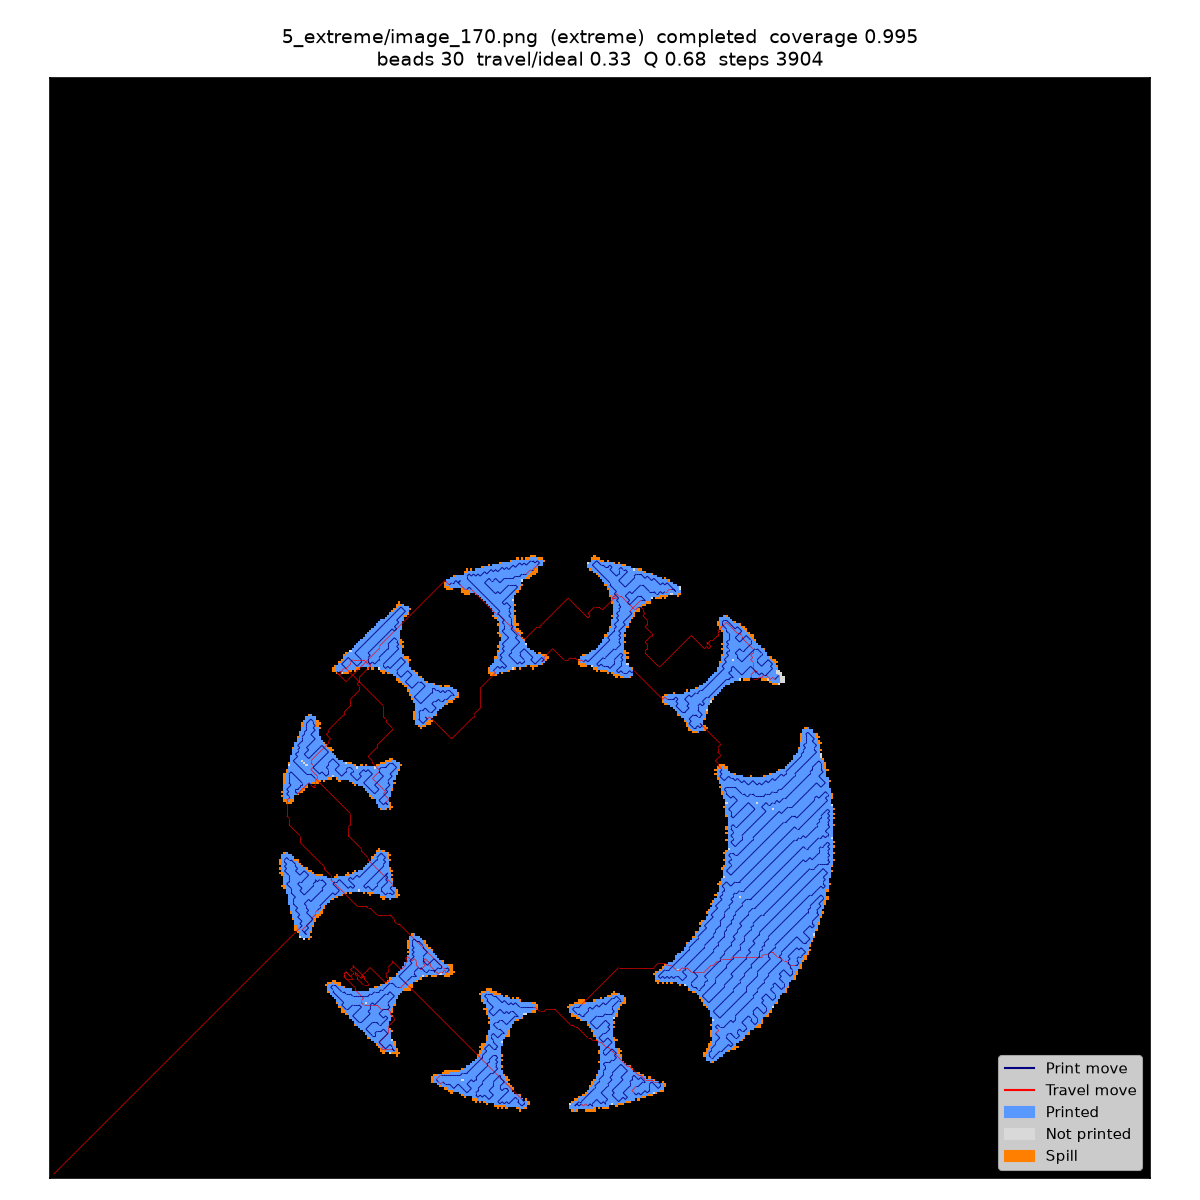 5_extreme/image_170.png  (extreme)  completed  coverage 0.995
beads 30  travel/ideal 0.33  Q 0.68  steps 3904
Print move
Travel move
Printed
Not printed
Spill